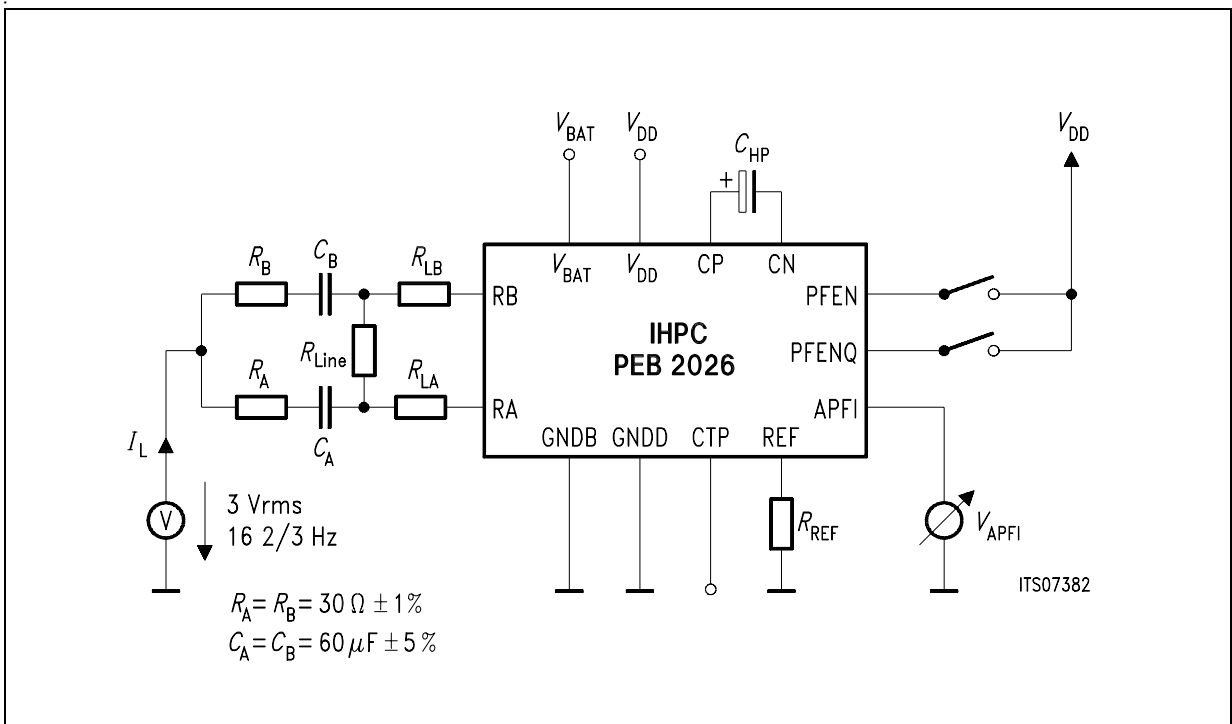 V_BAT V_DD V_DD
C_HP
+
R_B C_B R_LB
V_BAT V_DD CP CN
RB PFEN
R_Line
IHPC
PEB 2026
PFENQ
R_A R_LA
RA APFI
C_A
GNDB GNDD CTP REF
I_L
V
3 Vrms
16 2/3 Hz
R_REF
V_APFI
ITS07382
R_A = R_B = 30 Ω ± 1%
C_A = C_B = 60 μF ± 5 %